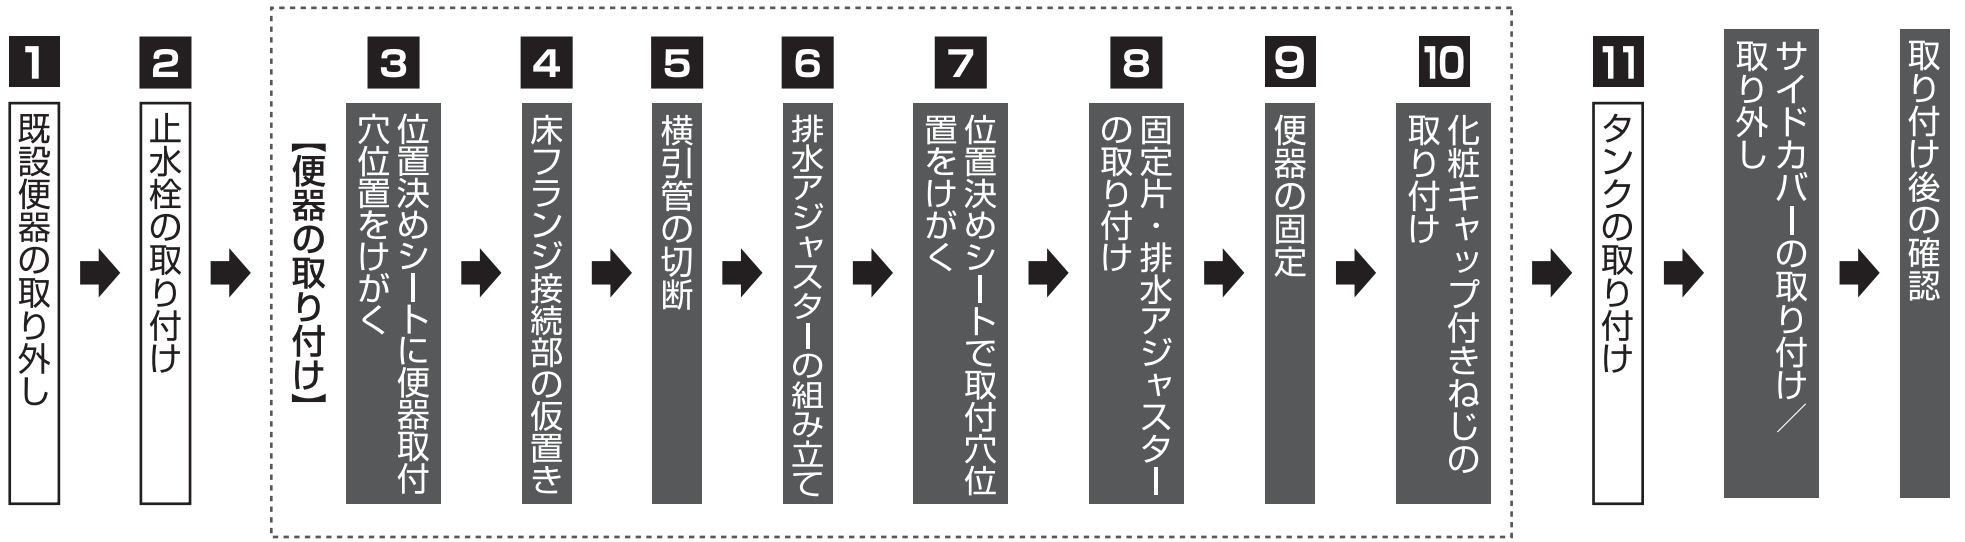 1
既設便器の取り外し
2
止水栓の取り付け
【便器の取り付け】
3
位置決めシートに便器取付
穴位置をけがく
4
床フランジ接続部の仮置き
5
横引管の切断
6
排水アジャスターの組み立て
7
位置決めシートで取付穴位
置をけがく
8
固定片・排水アジャスター
の取り付け
9
便器の固定
10
化粧キャップ付きねじの
取り付け
11
タンクの取り付け
サイドカバーの取り付け／
取り外し
取り付け後の確認